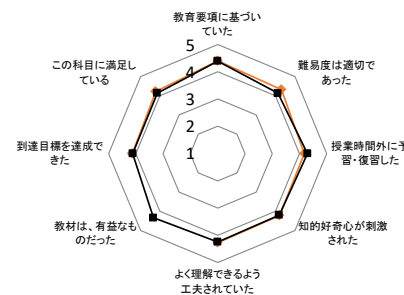 教育要項に基づい
ていた
難易度は適切で
あった
授業時間外に予
習・復習した
知的好奇心が刺激
された
よく理解できるよう
工夫されていた
教材は、有益なも
のだった
到達目標を達成で
きた
この科目に満足し
ている
5
4
3
2
1